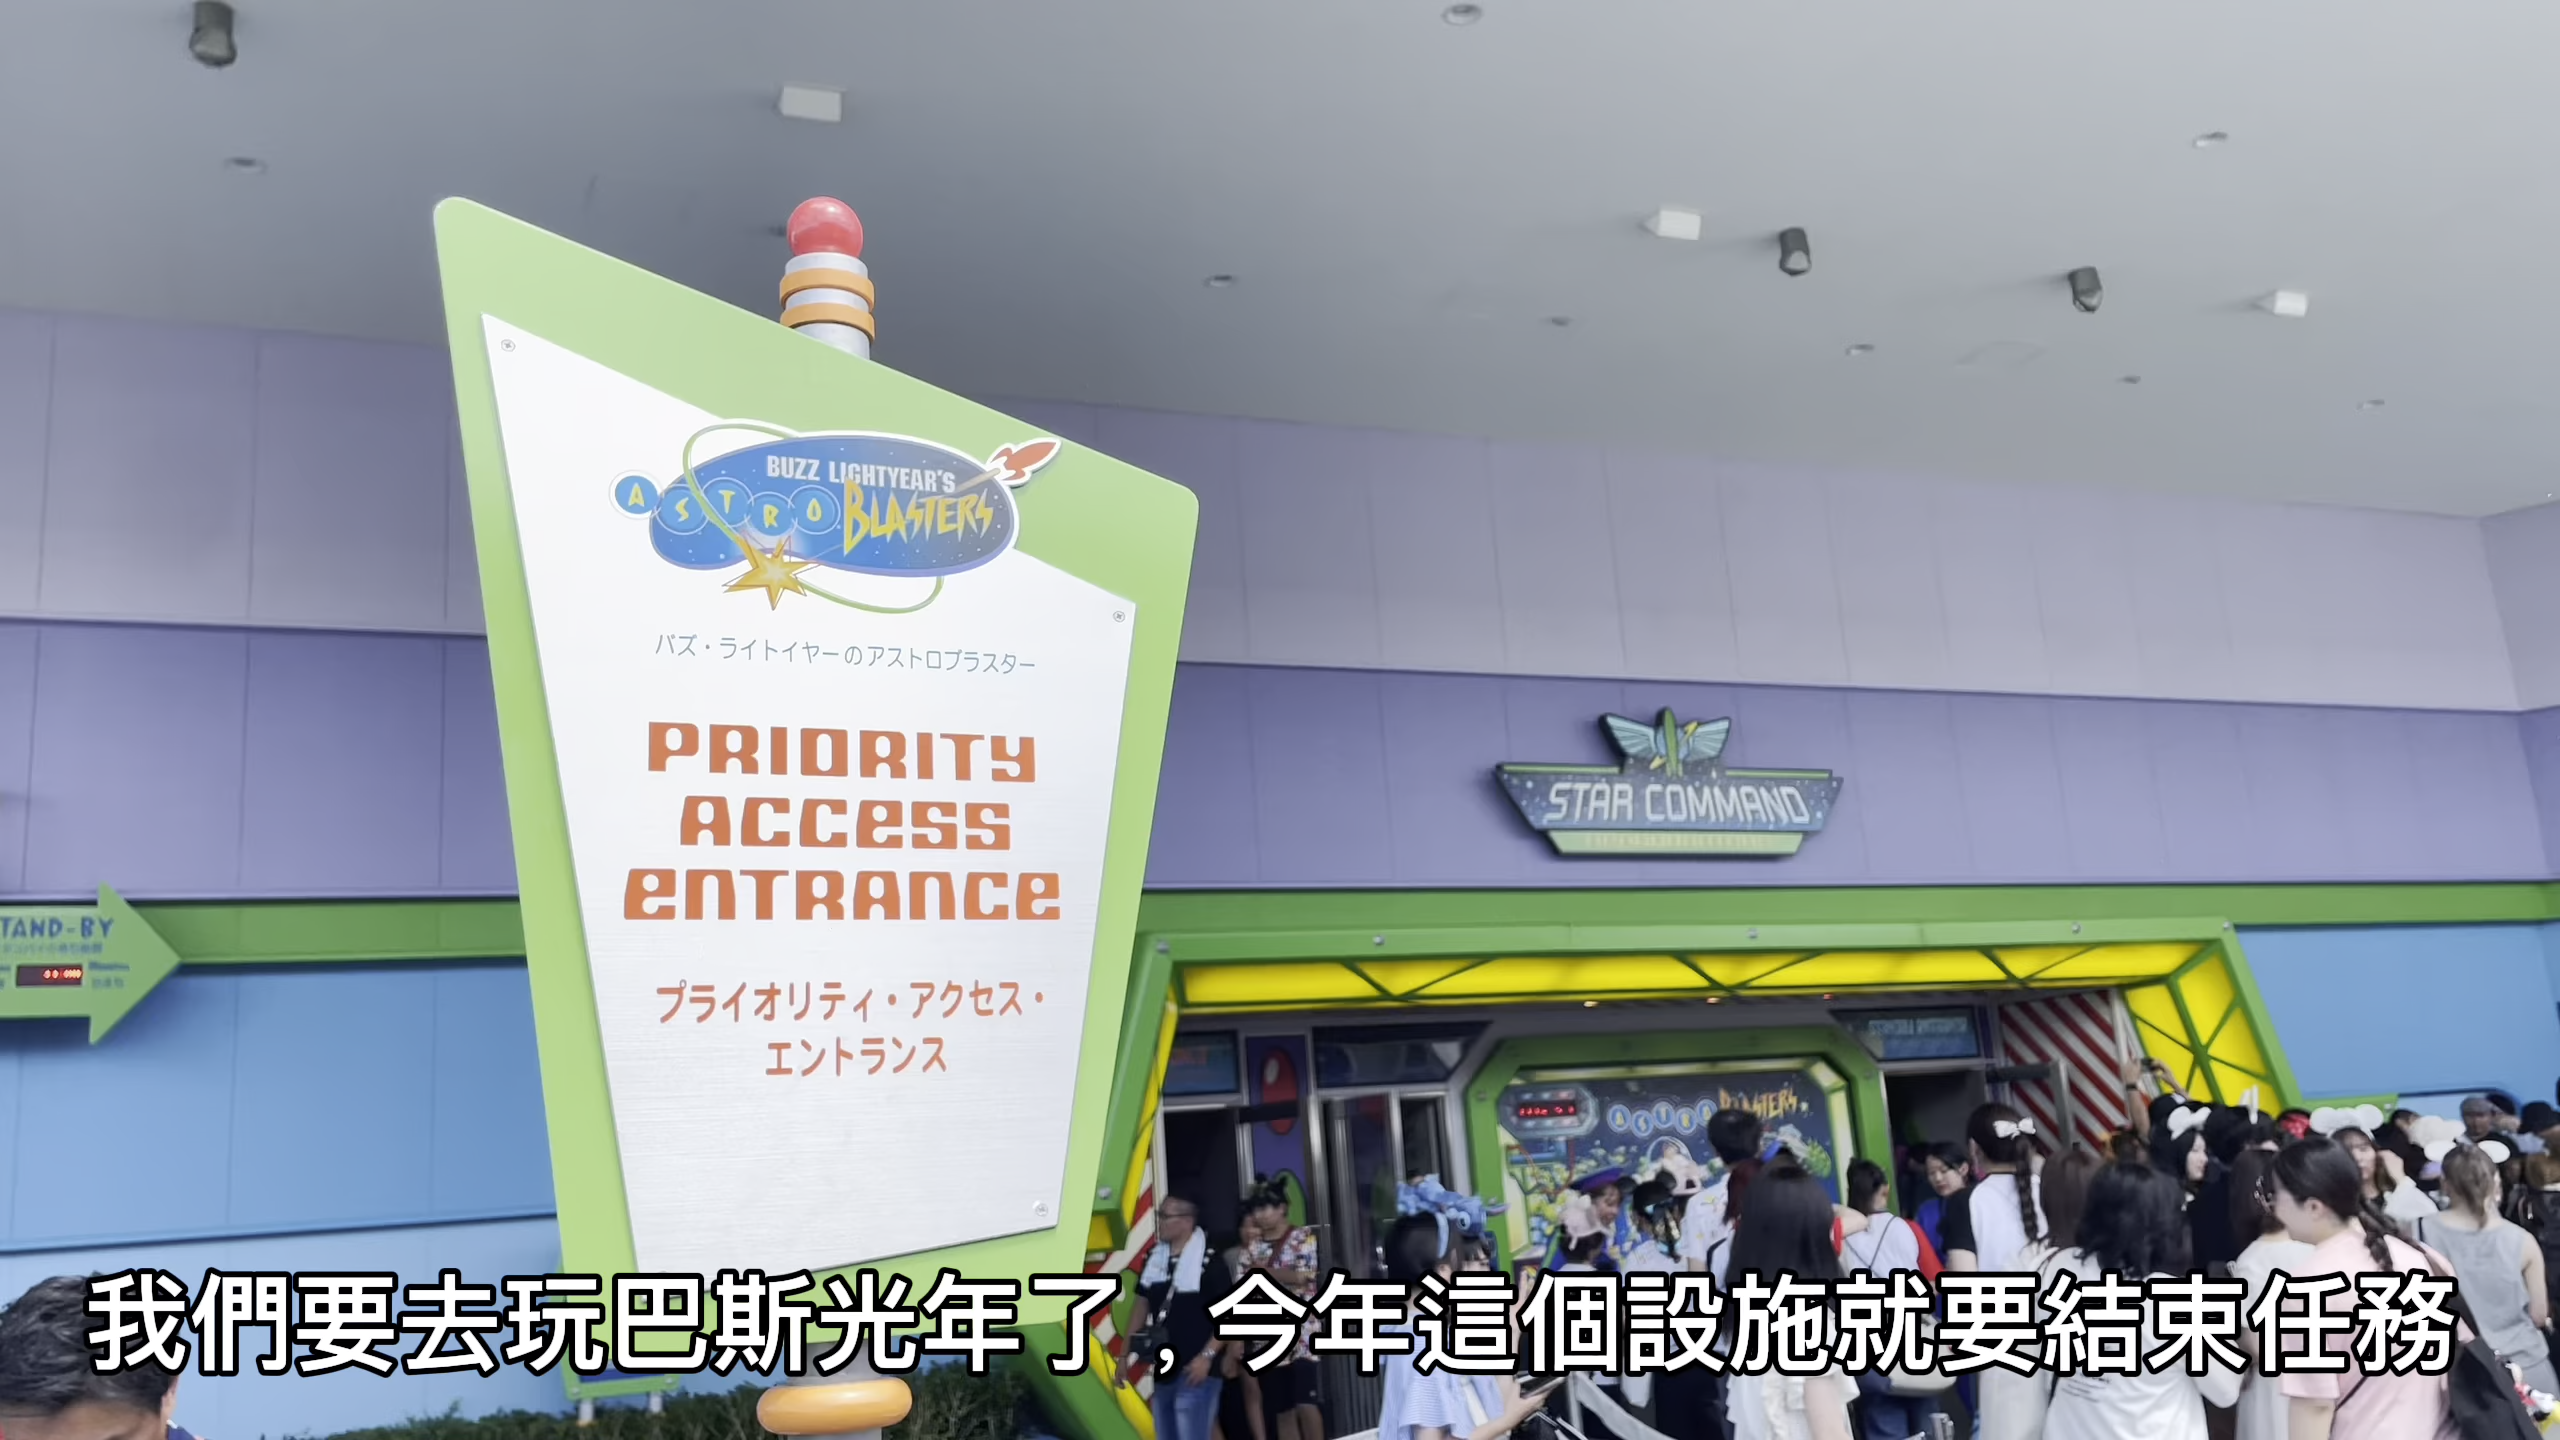 BUZZ LIGHTYEAR'S
ASTRO BLASTERS
バズ・ライトイヤーのアストロブラスター
PRIORITY
ACCESS
ENTRANCE
プライオリティ・アクセス・
エントランス
STAR COMMAND
TAND-BY
ASTRO BLASTERS
我們要去玩巴斯光年了，今年這個設施就要結束任務